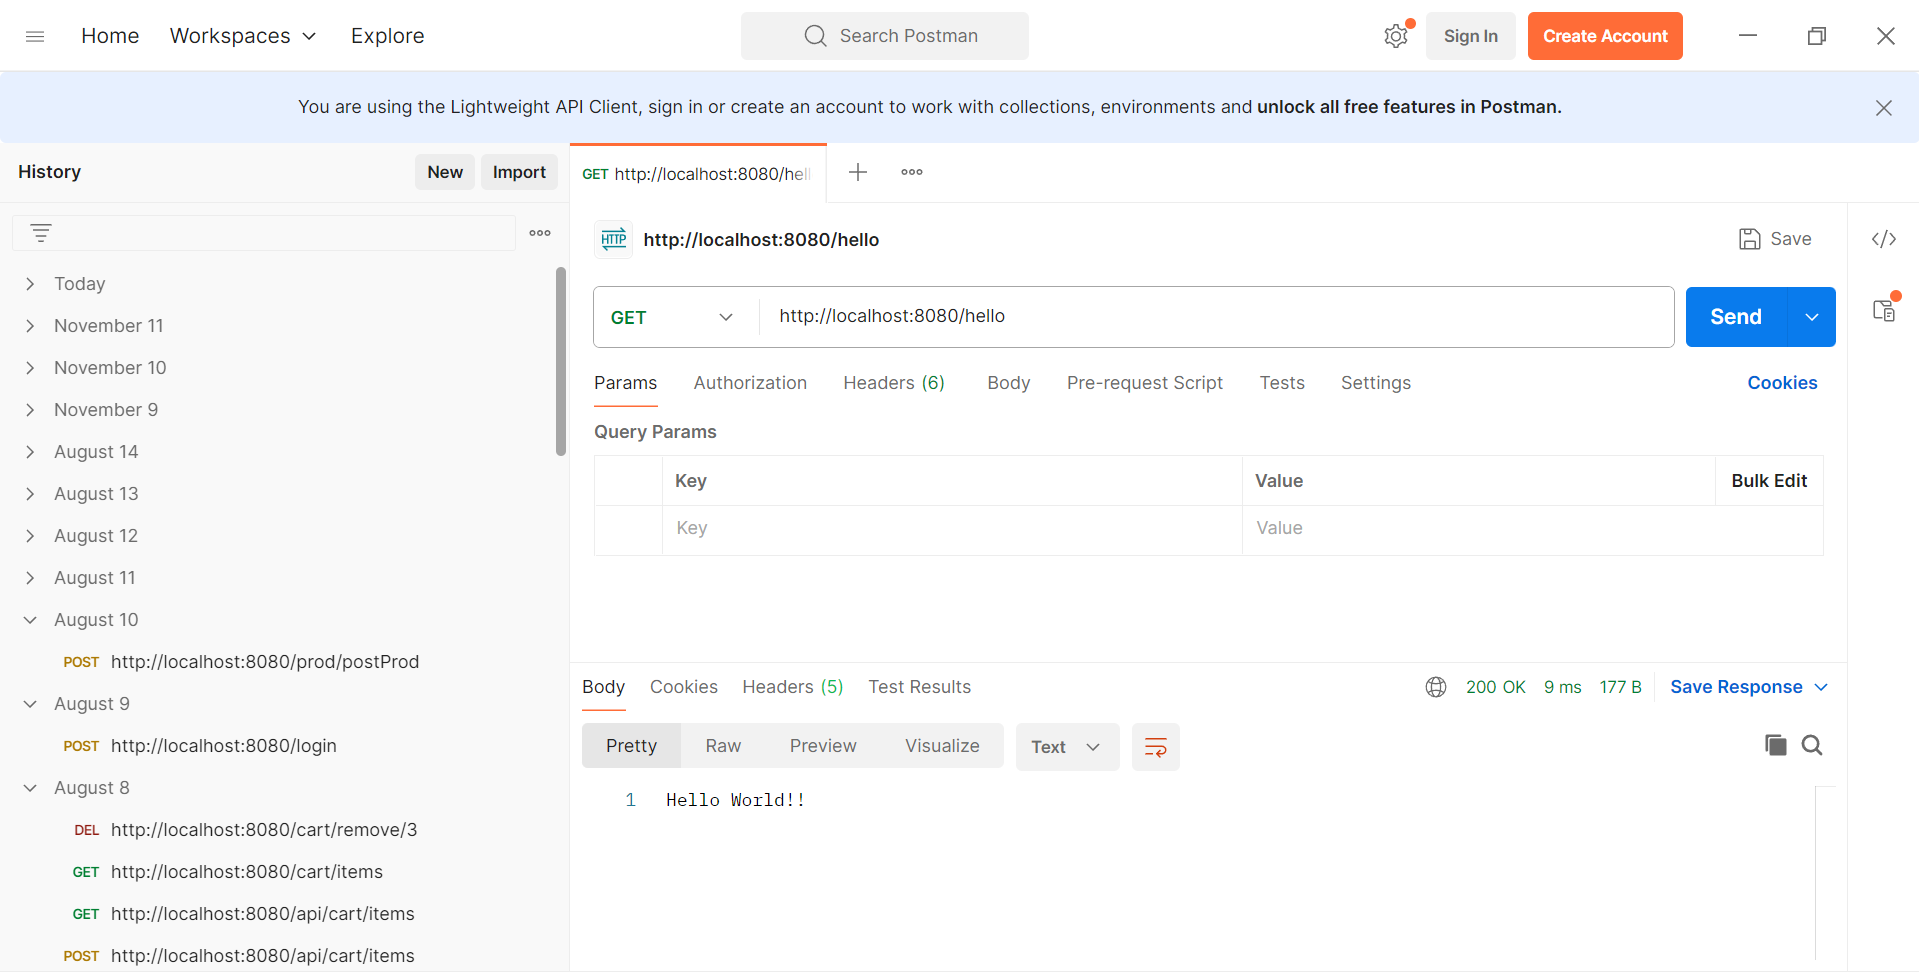 Home Workspaces Explore Search Postman Sign In Create Account
You are using the Lightweight API Client, sign in or create an account to work with collections, environments and unlock all free features in Postman.
History New Import
Today
November 11
November 10
November 9
August 14
August 13
August 12
August 11
August 10
POST http://localhost:8080/prod/postProd
August 9
POST http://localhost:8080/login
August 8
DEL http://localhost:8080/cart/remove/3
GET http://localhost:8080/cart/items
GET http://localhost:8080/api/cart/items
POST http://localhost:8080/api/cart/items
GET http://localhost:8080/hel
HTTP http://localhost:8080/hello Save
GET http://localhost:8080/hello Send
Params Authorization Headers (6) Body Pre-request Script Tests Settings Cookies
Query Params
Key Value Bulk Edit
Key Value
Body Cookies Headers (5) Test Results 200 OK 9 ms 177 B Save Response
Pretty Raw Preview Visualize Text
1 Hello World!!